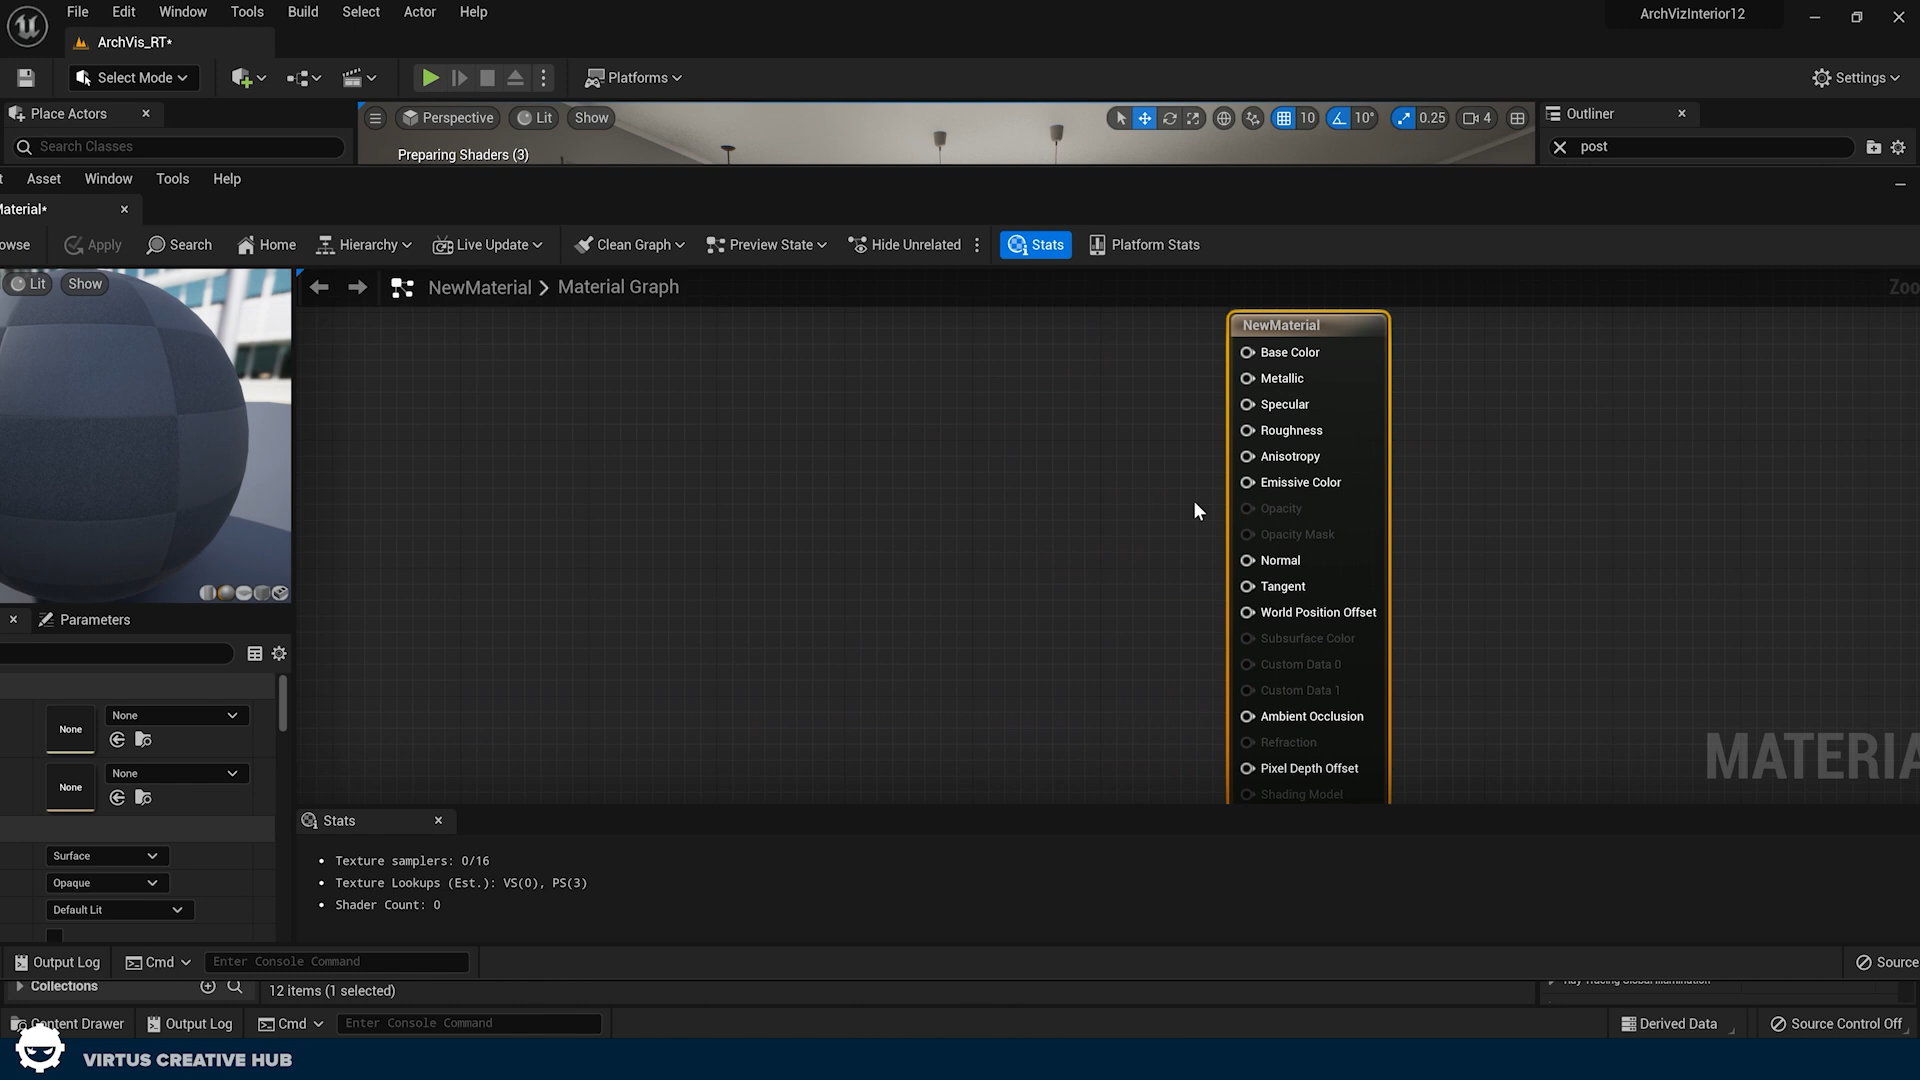 File Edit Window Tools Build Select Actor Help
ArchVizInterior12
ArchVis_RT*
Select Mode
Platforms
Settings
Place Actors
Perspective Lit Show
10 10° 0.25 4
Outliner
Search Classes
Preparing Shaders (3)
post
t Asset Window Tools Help
Material*
owse Apply Search Home Hierarchy Live Update Clean Graph Preview State Hide Unrelated Stats Platform Stats
Lit Show
NewMaterial > Material Graph
Zoo
NewMaterial
Base Color
Metallic
Specular
Roughness
Anisotropy
Emissive Color
Opacity
Opacity Mask
Normal
Tangent
World Position Offset
Subsurface Color
Custom Data 0
Custom Data 1
Ambient Occlusion
Refraction
Pixel Depth Offset
Shading Model
MATERIA
Parameters
None None
None None
Surface
Opaque
Default Lit
Stats
• Texture samplers: 0/16
• Texture Lookups (Est.): VS(0), PS(3)
• Shader Count: 0
Output Log Cmd Enter Console Command
Source
Collections
12 items (1 selected)
Ray Tracing Global Illumination
Content Drawer Output Log Cmd Enter Console Command
Derived Data Source Control Off
VIRTUS CREATIVE HUB